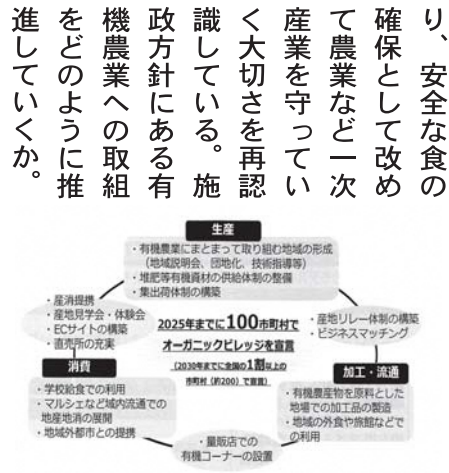 り、安全な食の
確保として改め
て農業など一次
産業を守ってい
く大切さを再認
識している。施
政方針にある有
機農業への取組
をどのように推
進していくか。
生産
・有機農業にまとまって取り組む地域の形成
（地域説明会、団地化、技術指導等）
・堆肥等有機資材の供給体制の整備
・集出荷体制の構築
・産消提携
・産地見学会・体験会
・ECサイトの構築
・直売所の充実
2025年までに100市町村で
オーガニックビレッジを宣言
（2030年までに全国の1割以上の
市町村（約200）で宣言）
・産地リレー体制の構築
・ビジネスマッチング
消費
・学校給食での利用
・マルシェなど域内流通での
地産地消の展開
・地域外都市との提携
加工・流通
・有機農産物を原料とした
地場での加工品の製造
・地域の外食や旅館などで
の利用
・量販店での
有機コーナーの設置